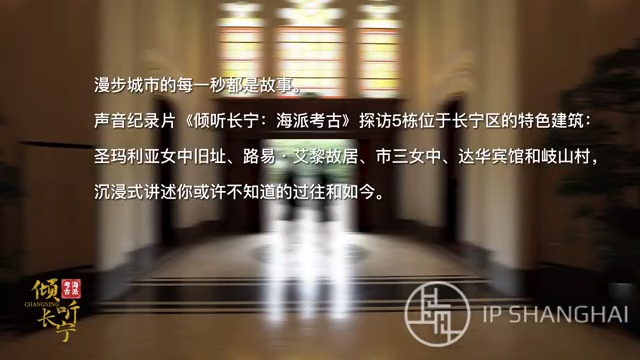 漫步城市的每一秒都是故事。
声音纪录片《倾听长宁：海派考古》探访5栋位于长宁区的特色建筑：
圣玛利亚女中旧址、路易·艾黎故居、市三女中、达华宾馆和岐山村，
沉浸式讲述你或许不知道的过往和如今。
倾听长宁
海派考古
CHANGNING
IP SHANGHAI